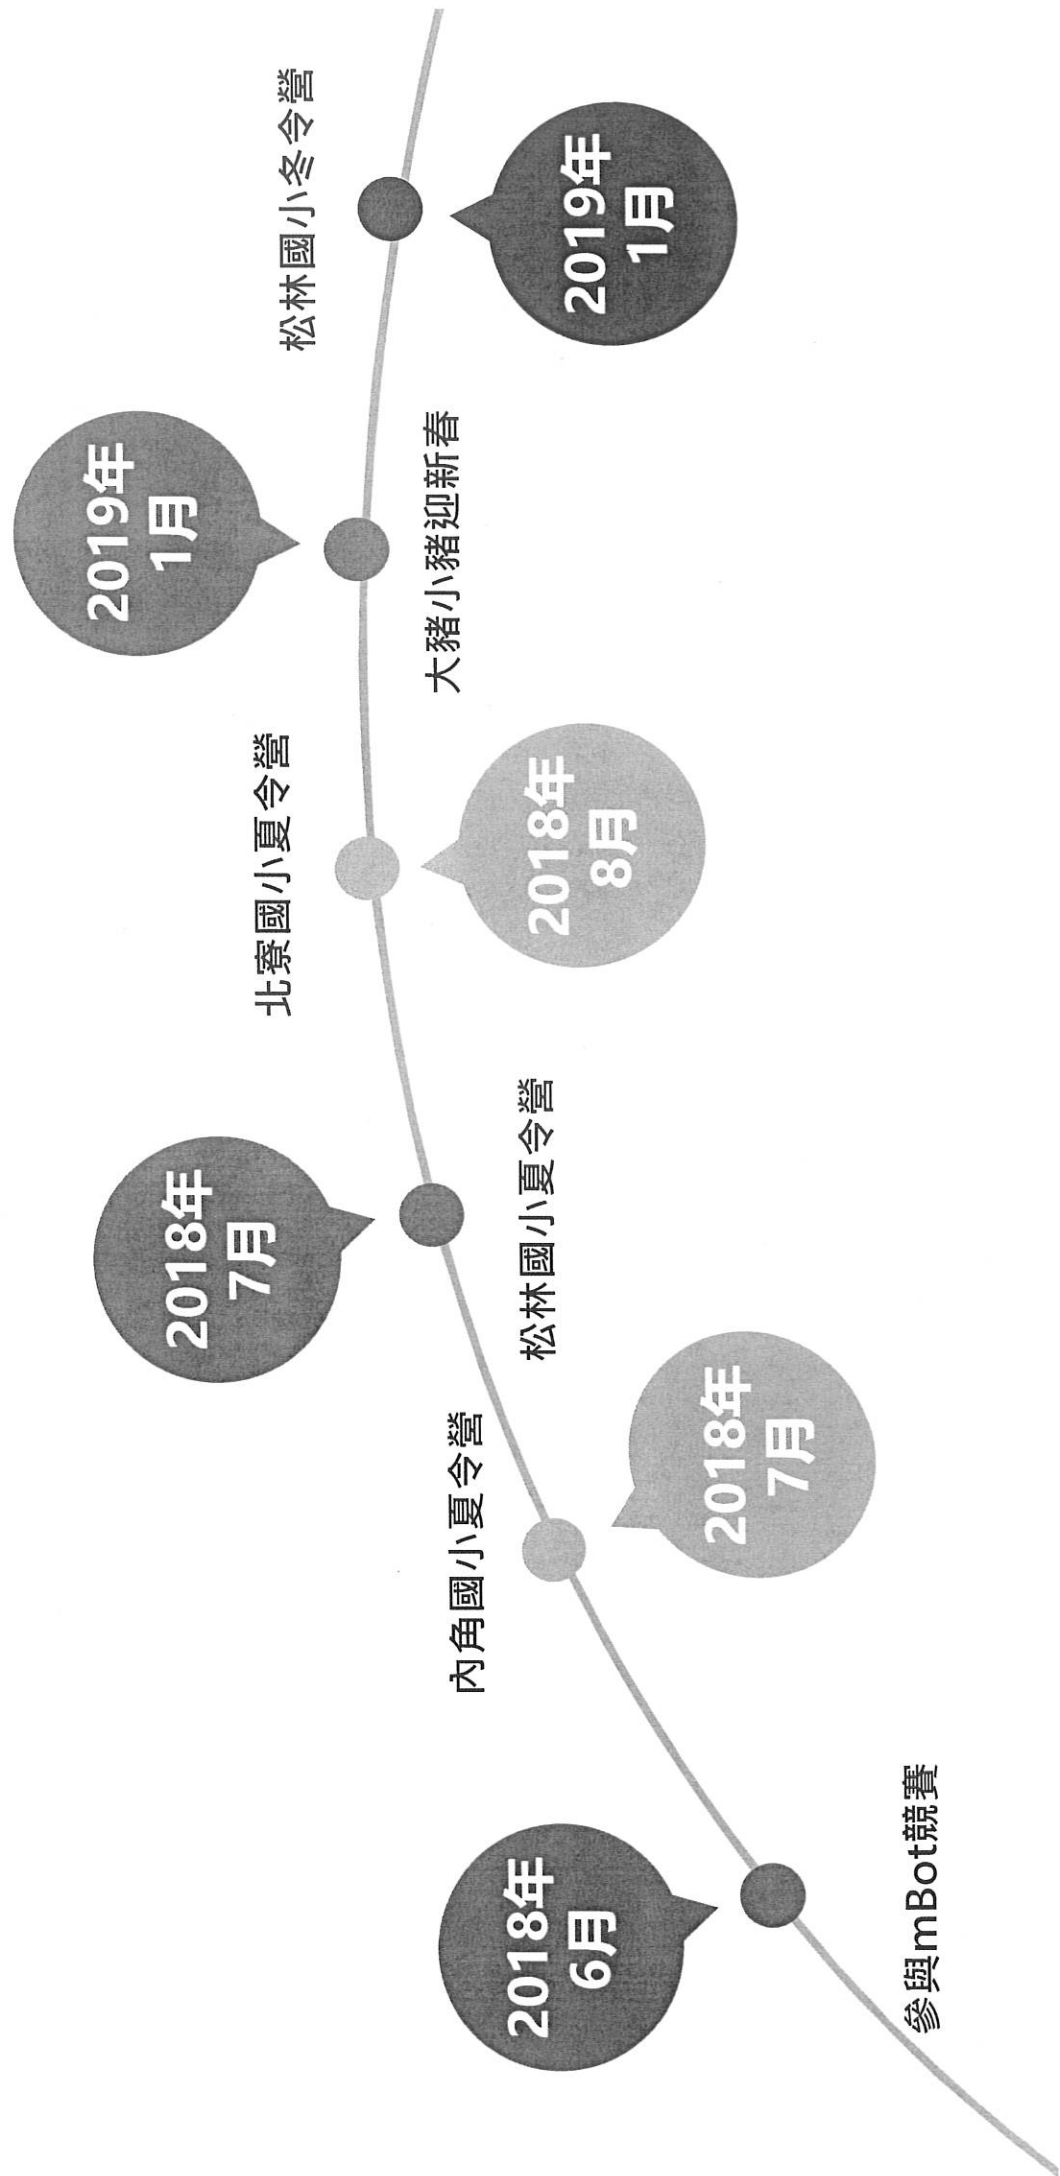 2018年
6月
參與mBot競賽
內角國小夏令營
2018年
7月
2018年
7月
松林國小夏令營
北寮國小夏令營
2018年
8月
2019年
1月
大豬小豬迎新春
松林國小冬令營
2019年
1月